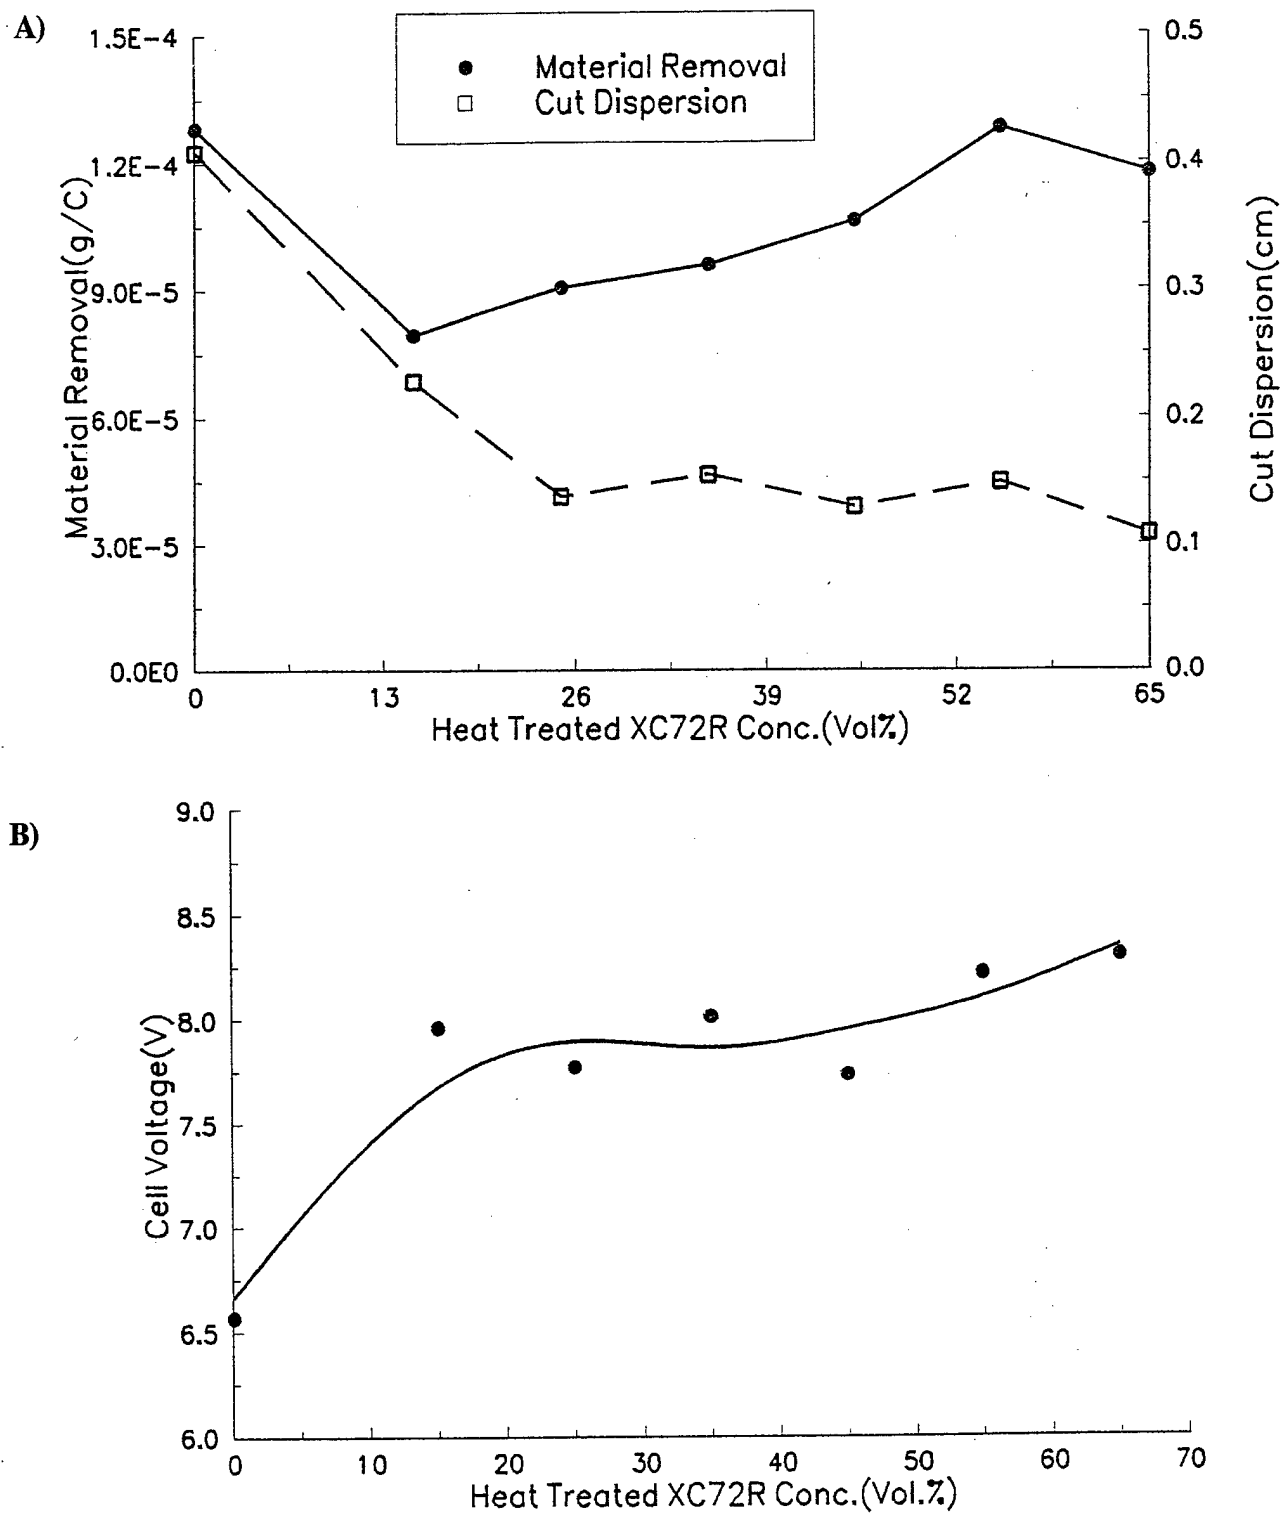 A)
1.5E-4
1.2E-4
9.0E-5
6.0E-5
3.0E-5
0.0E0
Material Removal(g/C)
Material Removal
Cut Dispersion
0.5
0.4
0.3
0.2
0.1
0.0
Cut Dispersion(cm)
0 13 26 39 52 65
Heat Treated XC72R Conc.(Vol%)
B)
9.0
8.5
8.0
7.5
7.0
6.5
6.0
Cell Voltage(V)
0 10 20 30 40 50 60 70
Heat Treated XC72R Conc.(Vol.%)